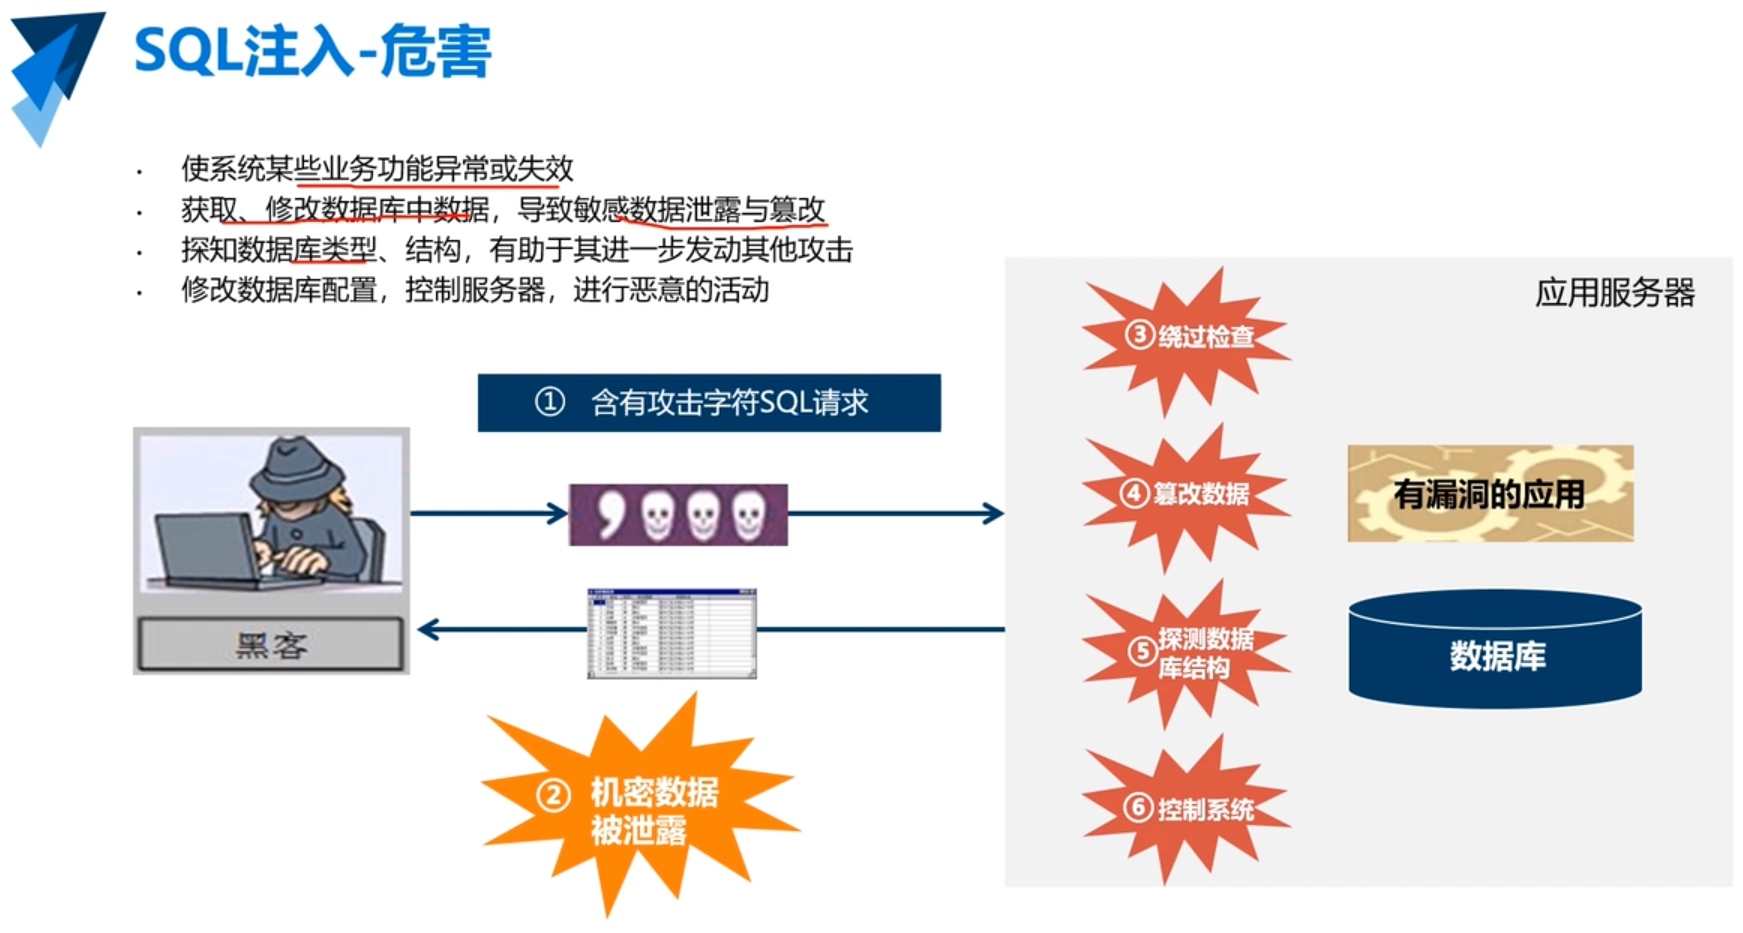 SQL注入-危害
· 使系统某些业务功能异常或失效
· 获取、修改数据库中数据，导致敏感数据泄露与篡改
· 探知数据库类型、结构，有助于其进一步发动其他攻击
· 修改数据库配置，控制服务器，进行恶意的活动
① 含有攻击字符SQL请求
黑客
② 机密数据
被泄露
应用服务器
③绕过检查
④篡改数据
⑤探测数据
库结构
⑥控制系统
有漏洞的应用
数据库